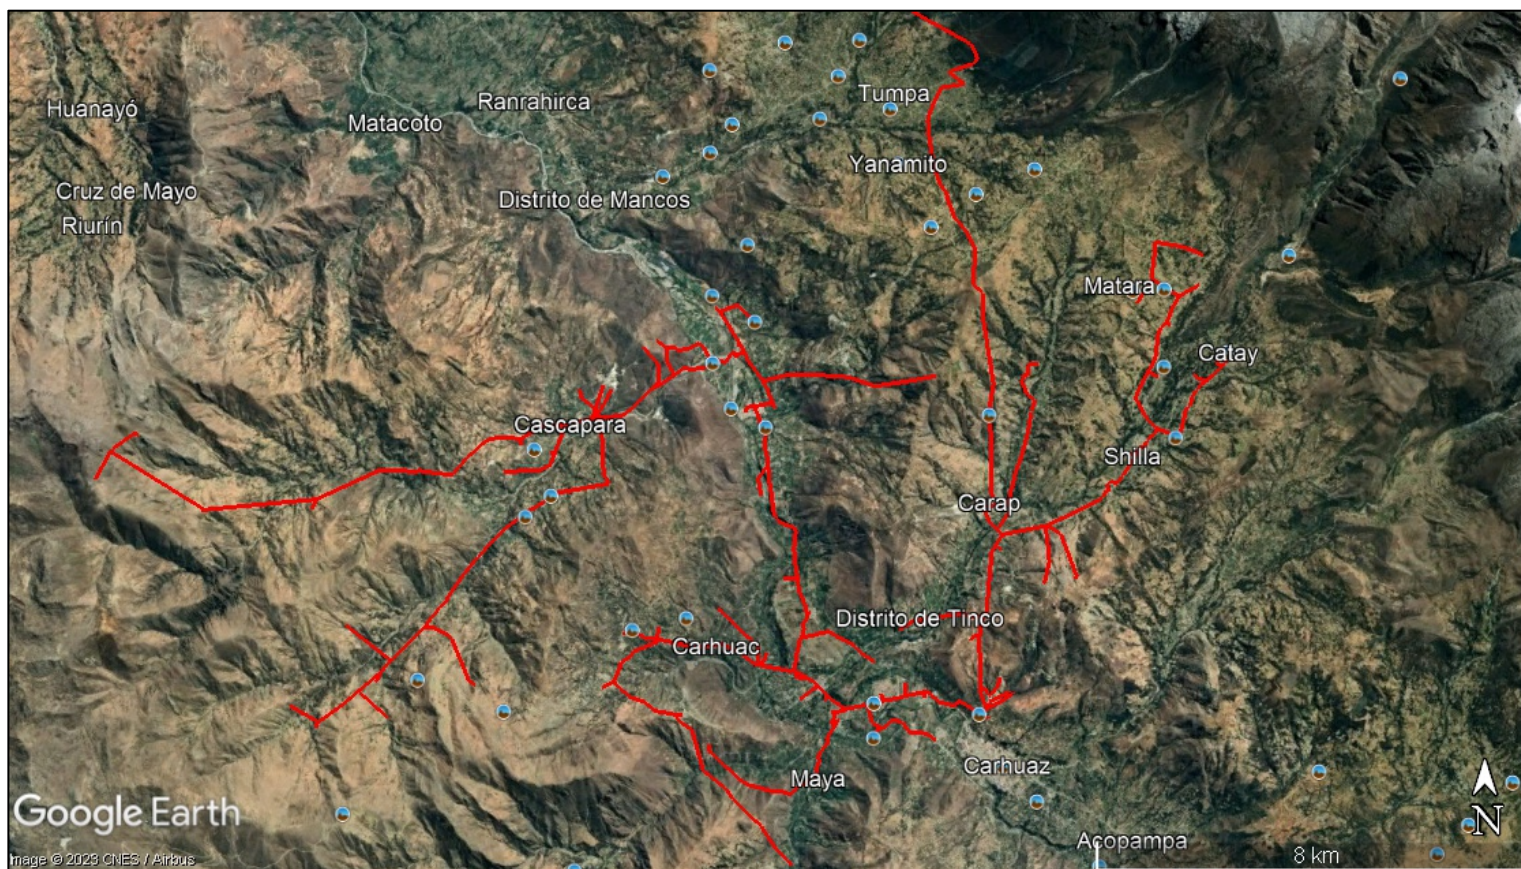 Tumpa
Ranrahirca
Huanayó
Matacoto
Yanamito
Cruz de Mayo
Distrito de Mancos
Riurín
Matara
Catay
Cascapara
Shilla
Carap
Distrito de Tinco
Carhuac
Carhuaz
Maya
Google Earth
N
Acopampa
8 km
Image © 2023 CNES / Airbus